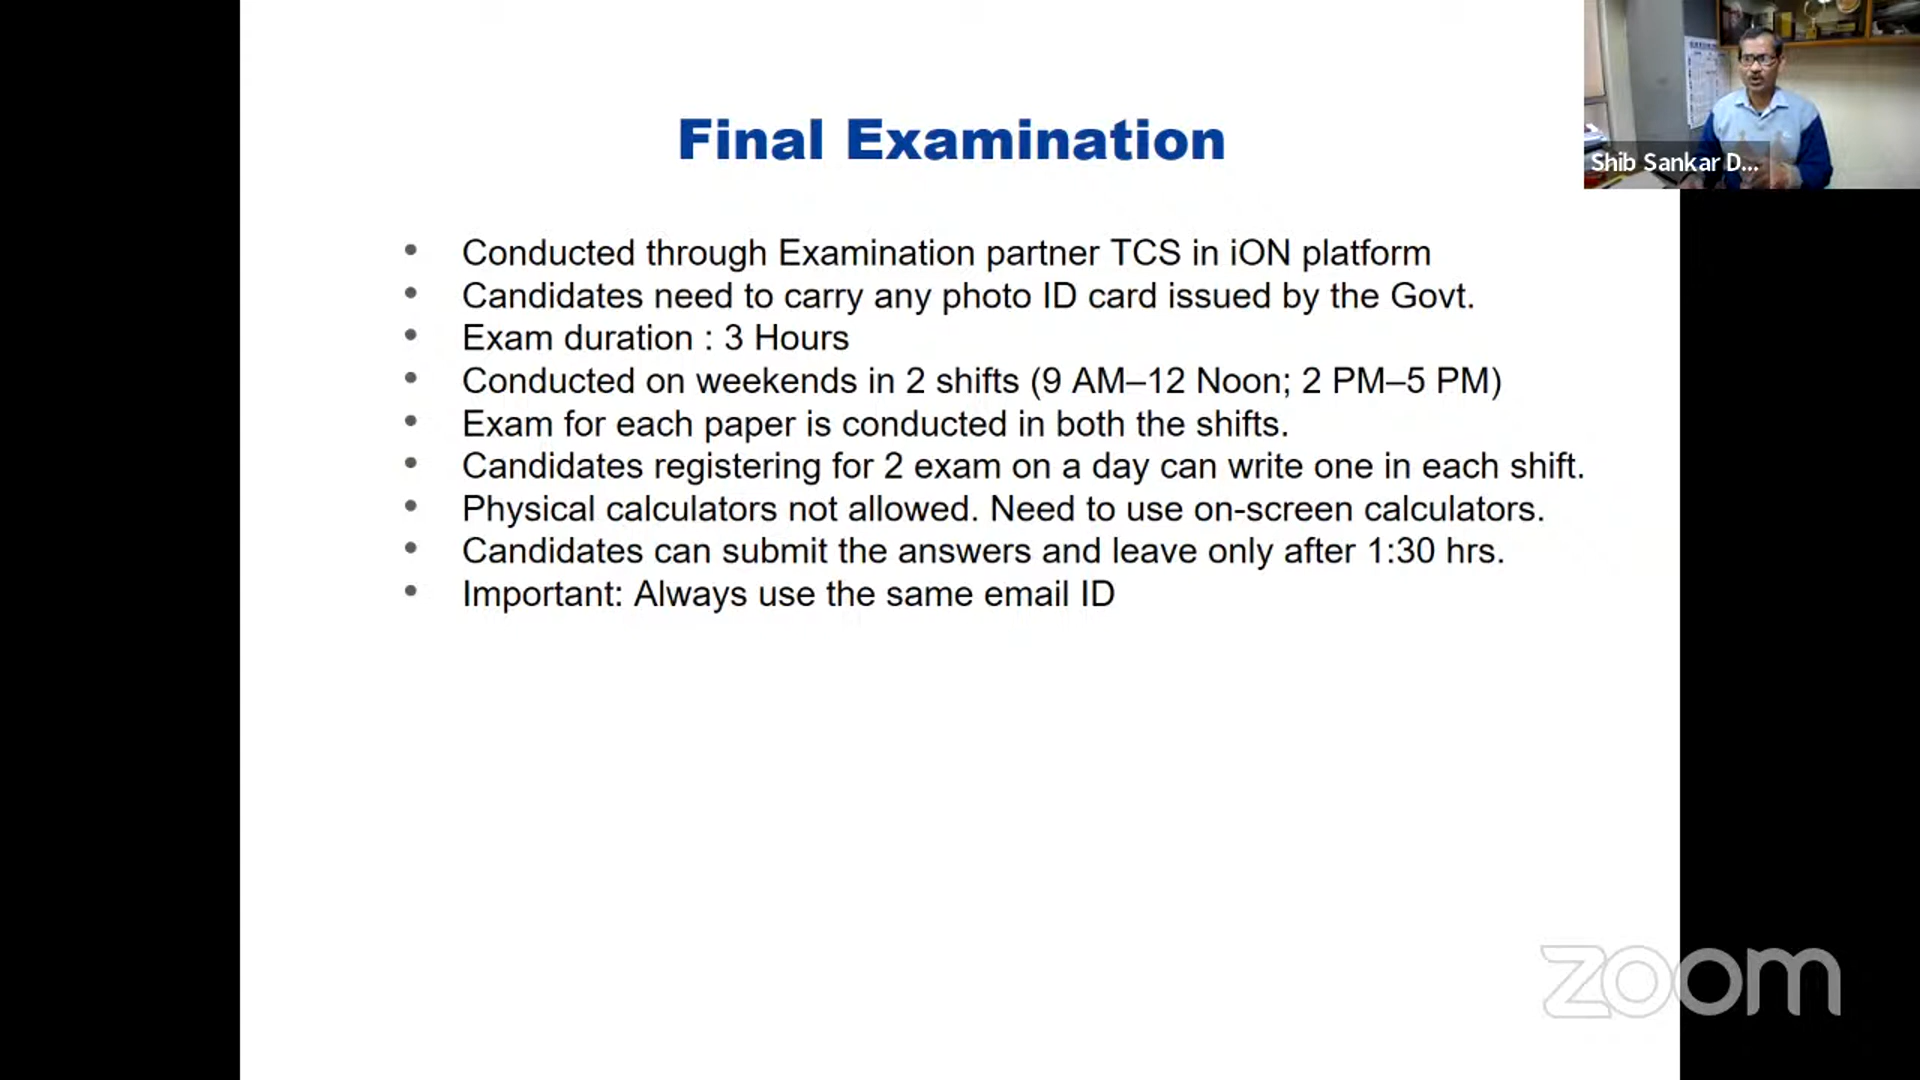 Final Examination
Shib Sankar D...
• Conducted through Examination partner TCS in iON platform
• Candidates need to carry any photo ID card issued by the Govt.
• Exam duration : 3 Hours
• Conducted on weekends in 2 shifts (9 AM–12 Noon; 2 PM–5 PM)
• Exam for each paper is conducted in both the shifts.
• Candidates registering for 2 exam on a day can write one in each shift.
• Physical calculators not allowed. Need to use on-screen calculators.
• Candidates can submit the answers and leave only after 1:30 hrs.
• Important: Always use the same email ID
zoom